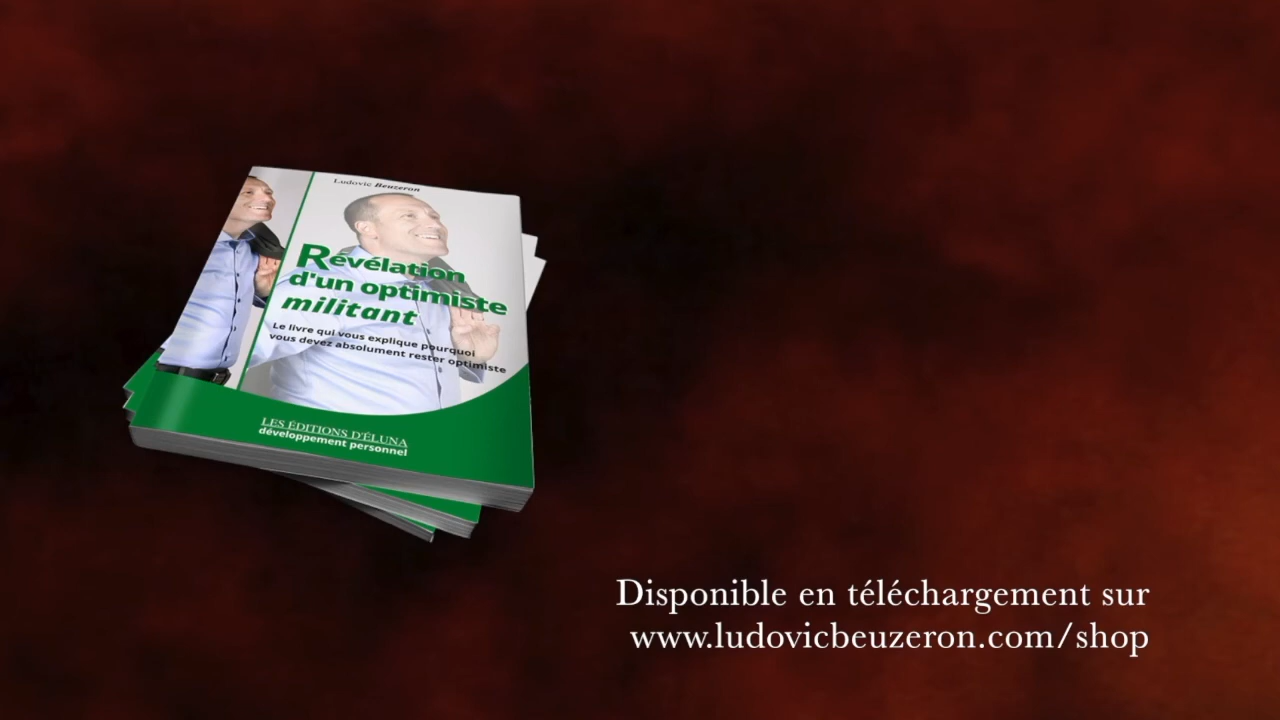 Ludovic Beuzeron
Révélation
d'un optimiste
militant
Le livre qui vous explique pourquoi
vous devez absolument rester optimiste
LES ÉDITIONS D'ÉLUNA
développement personnel
Disponible en téléchargement sur
www.ludovicbeuzeron.com/shop